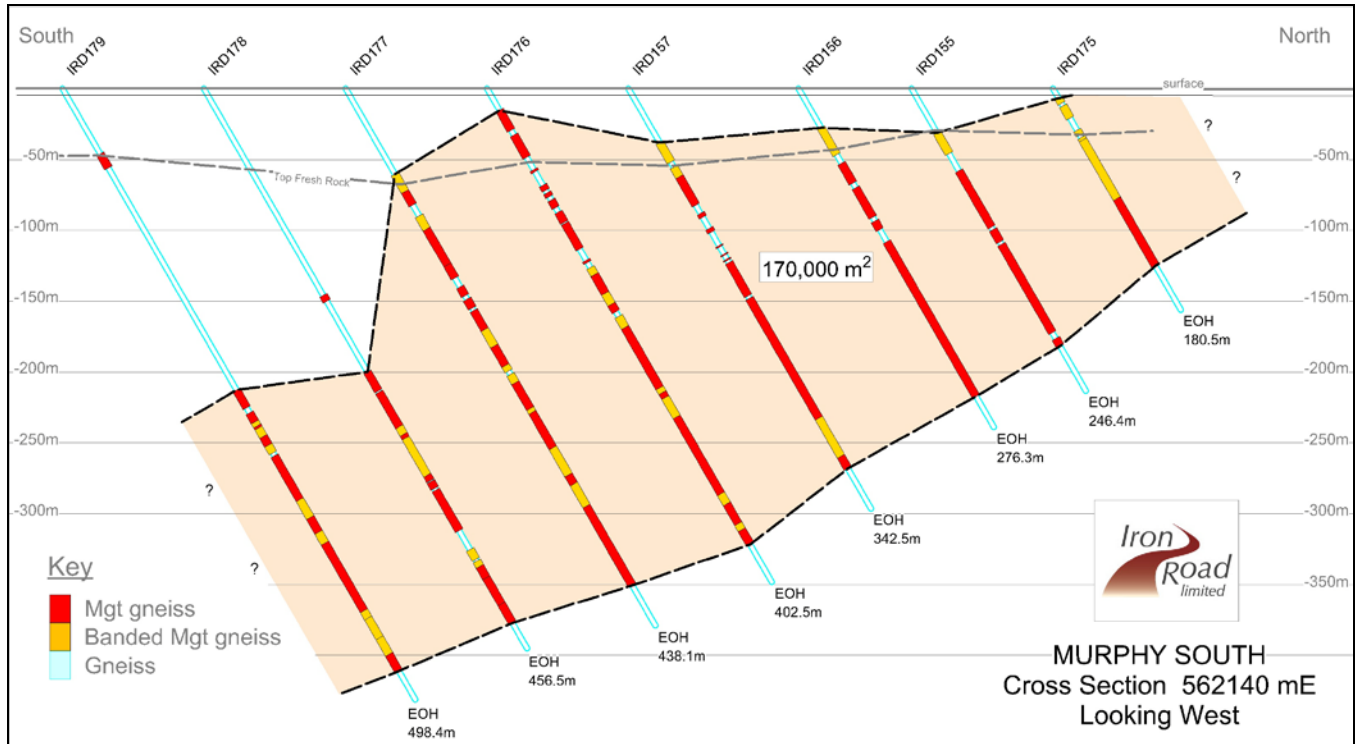 South
North
IRD179
IRD178
IRD177
IRD176
IRD157
IRD156
IRD155
IRD175
surface
?
-50m
-50m
Top Fresh Rock
?
-100m
-100m
170,000 m²
-150m
-150m
EOH
180.5m
-200m
-200m
EOH
246.4m
-250m
-250m
EOH
276.3m
?
-300m
-300m
EOH
342.5m
?
-350m
EOH
402.5m
EOH
438.1m
EOH
456.5m
EOH
498.4m
Key
Mgt gneiss
Banded Mgt gneiss
Gneiss
Iron
Road
limited
MURPHY SOUTH
Cross Section 562140 mE
Looking West